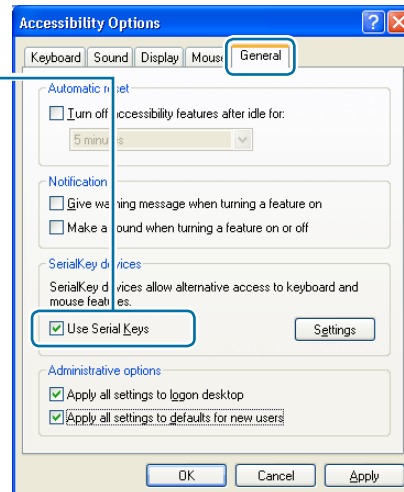 Accessibility Options
Keyboard Sound Display Mouse General
Automatic reset
Turn off accessibility features after idle for:
5 minutes
Notification
Give warning message when turning a feature on
Make a sound when turning a feature on or off
SerialKey devices
SerialKey devices allow alternative access to keyboard and
mouse features.
Use Serial Keys Settings
Administrative options
Apply all settings to logon desktop
Apply all settings to defaults for new users
OK Cancel Apply